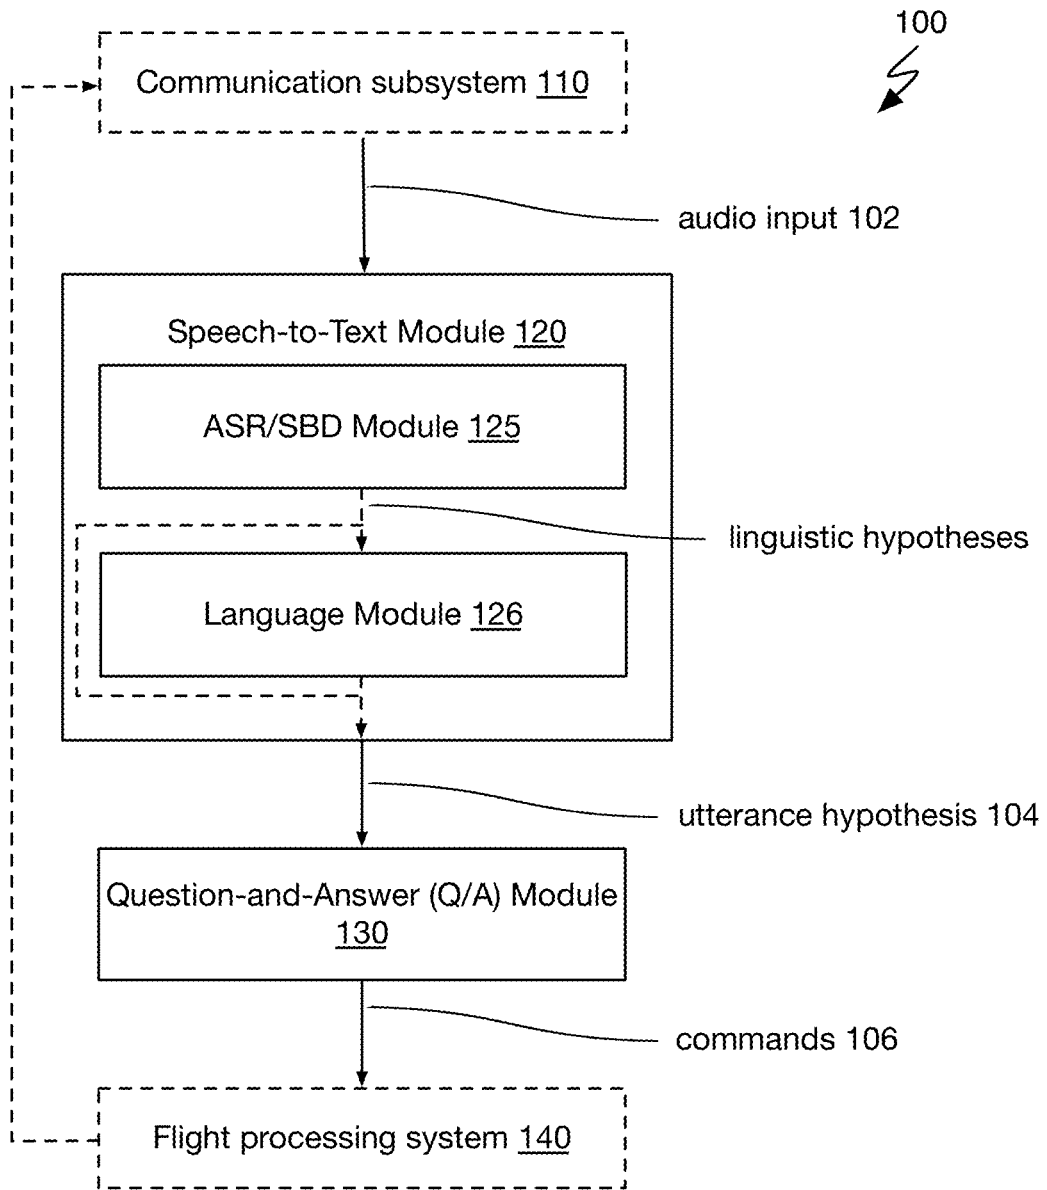 100
Communication subsystem 110
audio input 102
Speech-to-Text Module 120
ASR/SBD Module 125
linguistic hypotheses
Language Module 126
utterance hypothesis 104
Question-and-Answer (Q/A) Module
130
commands 106
Flight processing system 140